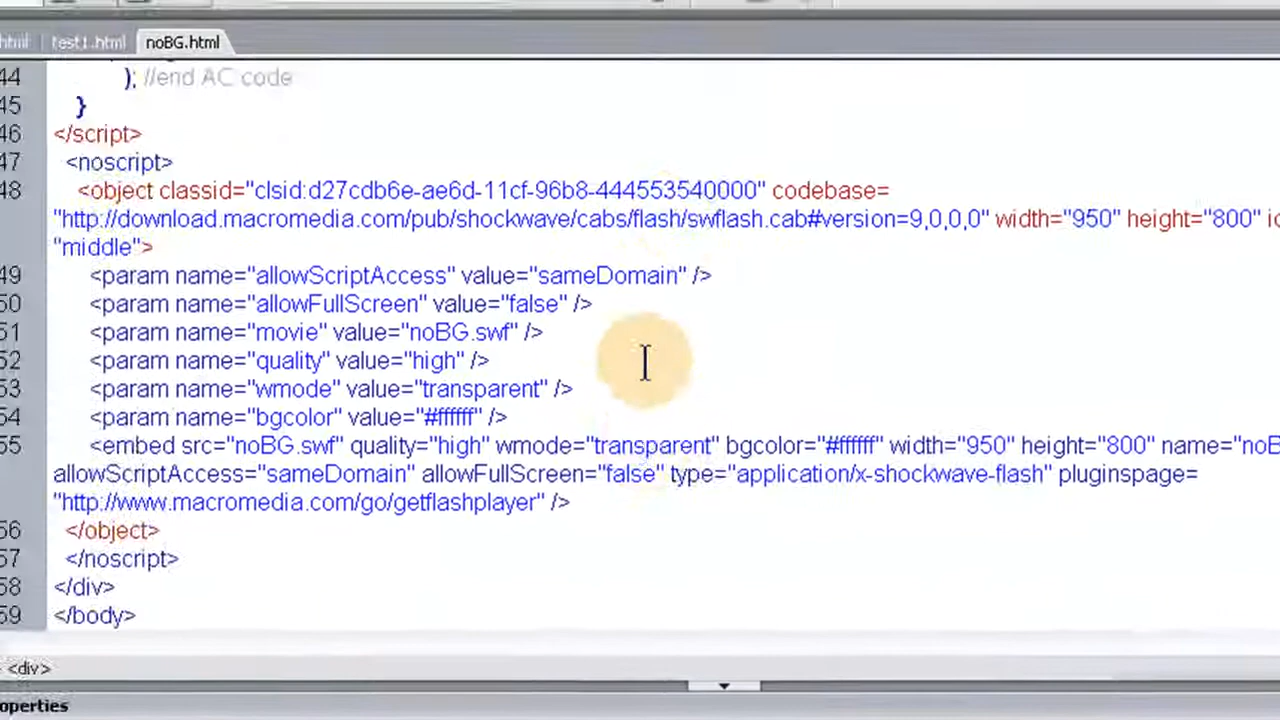 html test1.html noBG.html
44 ); //end AC code
45 }
46 </script>
47 <noscript>
48 <object classid="clsid:d27cdb6e-ae6d-11cf-96b8-444553540000" codebase=
"http://download.macromedia.com/pub/shockwave/cabs/flash/swflash.cab#version=9,0,0,0" width="950" height="800" id
"middle">
49 <param name="allowScriptAccess" value="sameDomain" />
50 <param name="allowFullScreen" value="false" />
51 <param name="movie" value="noBG.swf" />
52 <param name="quality" value="high" />
53 <param name="wmode" value="transparent" />
54 <param name="bgcolor" value="#ffffff" />
55 <embed src="noBG.swf" quality="high" wmode="transparent" bgcolor="#ffffff" width="950" height="800" name="noB
allowScriptAccess="sameDomain" allowFullScreen="false" type="application/x-shockwave-flash" pluginspage=
"http://www.macromedia.com/go/getflashplayer" />
56 </object>
57 </noscript>
58 </div>
59 </body>
<div>
operties